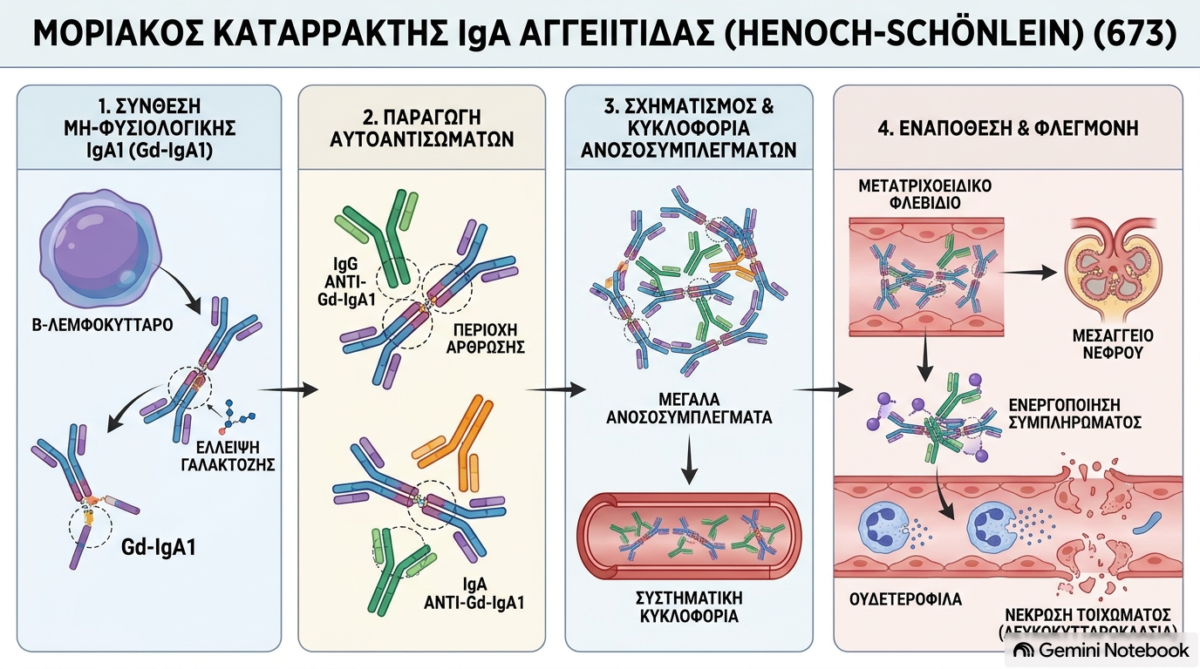 ΜΟΡΙΑΚΟΣ ΚΑΤΑΡΡΑΚΤΗΣ IgA ΑΓΓΕΙΙΤΙΔΑΣ (HENOCH-SCHÖNLEIN) (673)
1. ΣΥΝΘΕΣΗ
ΜΗ-ΦΥΣΙΟΛΟΓΙΚΗΣ
IgA1 (Gd-IgA1)
Β-ΛΕΜΦΟΚΥΤΤΑΡΟ
ΕΛΛΕΙΨΗ
ΓΑΛΑΚΤΟΖΗΣ
Gd-IgA1
2. ΠΑΡΑΓΩΓΗ
ΑΥΤΟΑΝΤΙΣΩΜΑΤΩΝ
IgG
ANTI-
Gd-IgA1
ΠΕΡΙΟΧΗ
ΑΡΘΡΩΣΗΣ
IgA
ANTI-Gd-IgA1
3. ΣΧΗΜΑΤΙΣΜΟΣ &
ΚΥΚΛΟΦΟΡΙΑ
ΑΝΟΣΟΣΥΜΠΛΕΓΜΑΤΩΝ
ΜΕΓΑΛΑ
ΑΝΟΣΟΣΥΜΠΛΕΓΜΑΤΑ
ΣΥΣΤΗΜΑΤΙΚΗ
ΚΥΚΛΟΦΟΡΙΑ
4. ΕΝΑΠΟΘΕΣΗ & ΦΛΕΓΜΟΝΗ
ΜΕΤΑΤΡΙΧΟΕΙΔΙΚΟ
ΦΛΕΒΙΔΙΟ
ΜΕΣΑΓΓΕΙΟ
ΝΕΦΡΟΥ
ΕΝΕΡΓΟΠΟΙΗΣΗ
ΣΥΜΠΛΗΡΩΜΑΤΟΣ
ΟΥΔΕΤΕΡΟΦΙΛΑ
ΝΕΚΡΩΣΗ ΤΟΙΧΩΜΑΤΟΣ
Gemini Notebook